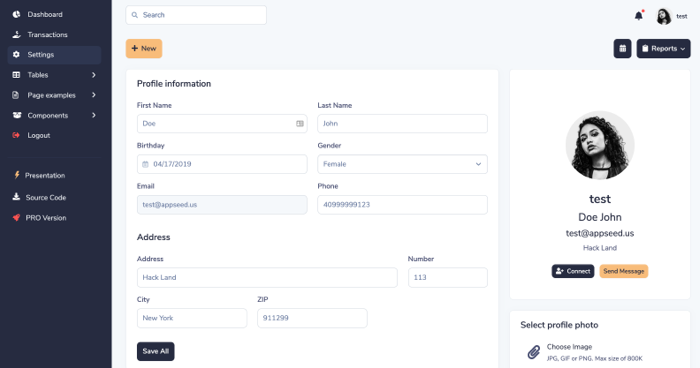 Dashboard
Transactions
Settings
Tables
Page examples
Components
Logout
Presentation
Source Code
PRO Version
Search
test
New
Reports
Profile information
First Name
Last Name
Doe
John
Birthday
Gender
04/17/2019
Female
Email
Phone
test@appseed.us
40999999123
Address
Address
Number
Hack Land
113
City
ZIP
New York
911299
Save All
test
Doe John
test@appseed.us
Hack Land
Connect
Send Message
Select profile photo
Choose Image
JPG, GIF or PNG. Max size of 800K